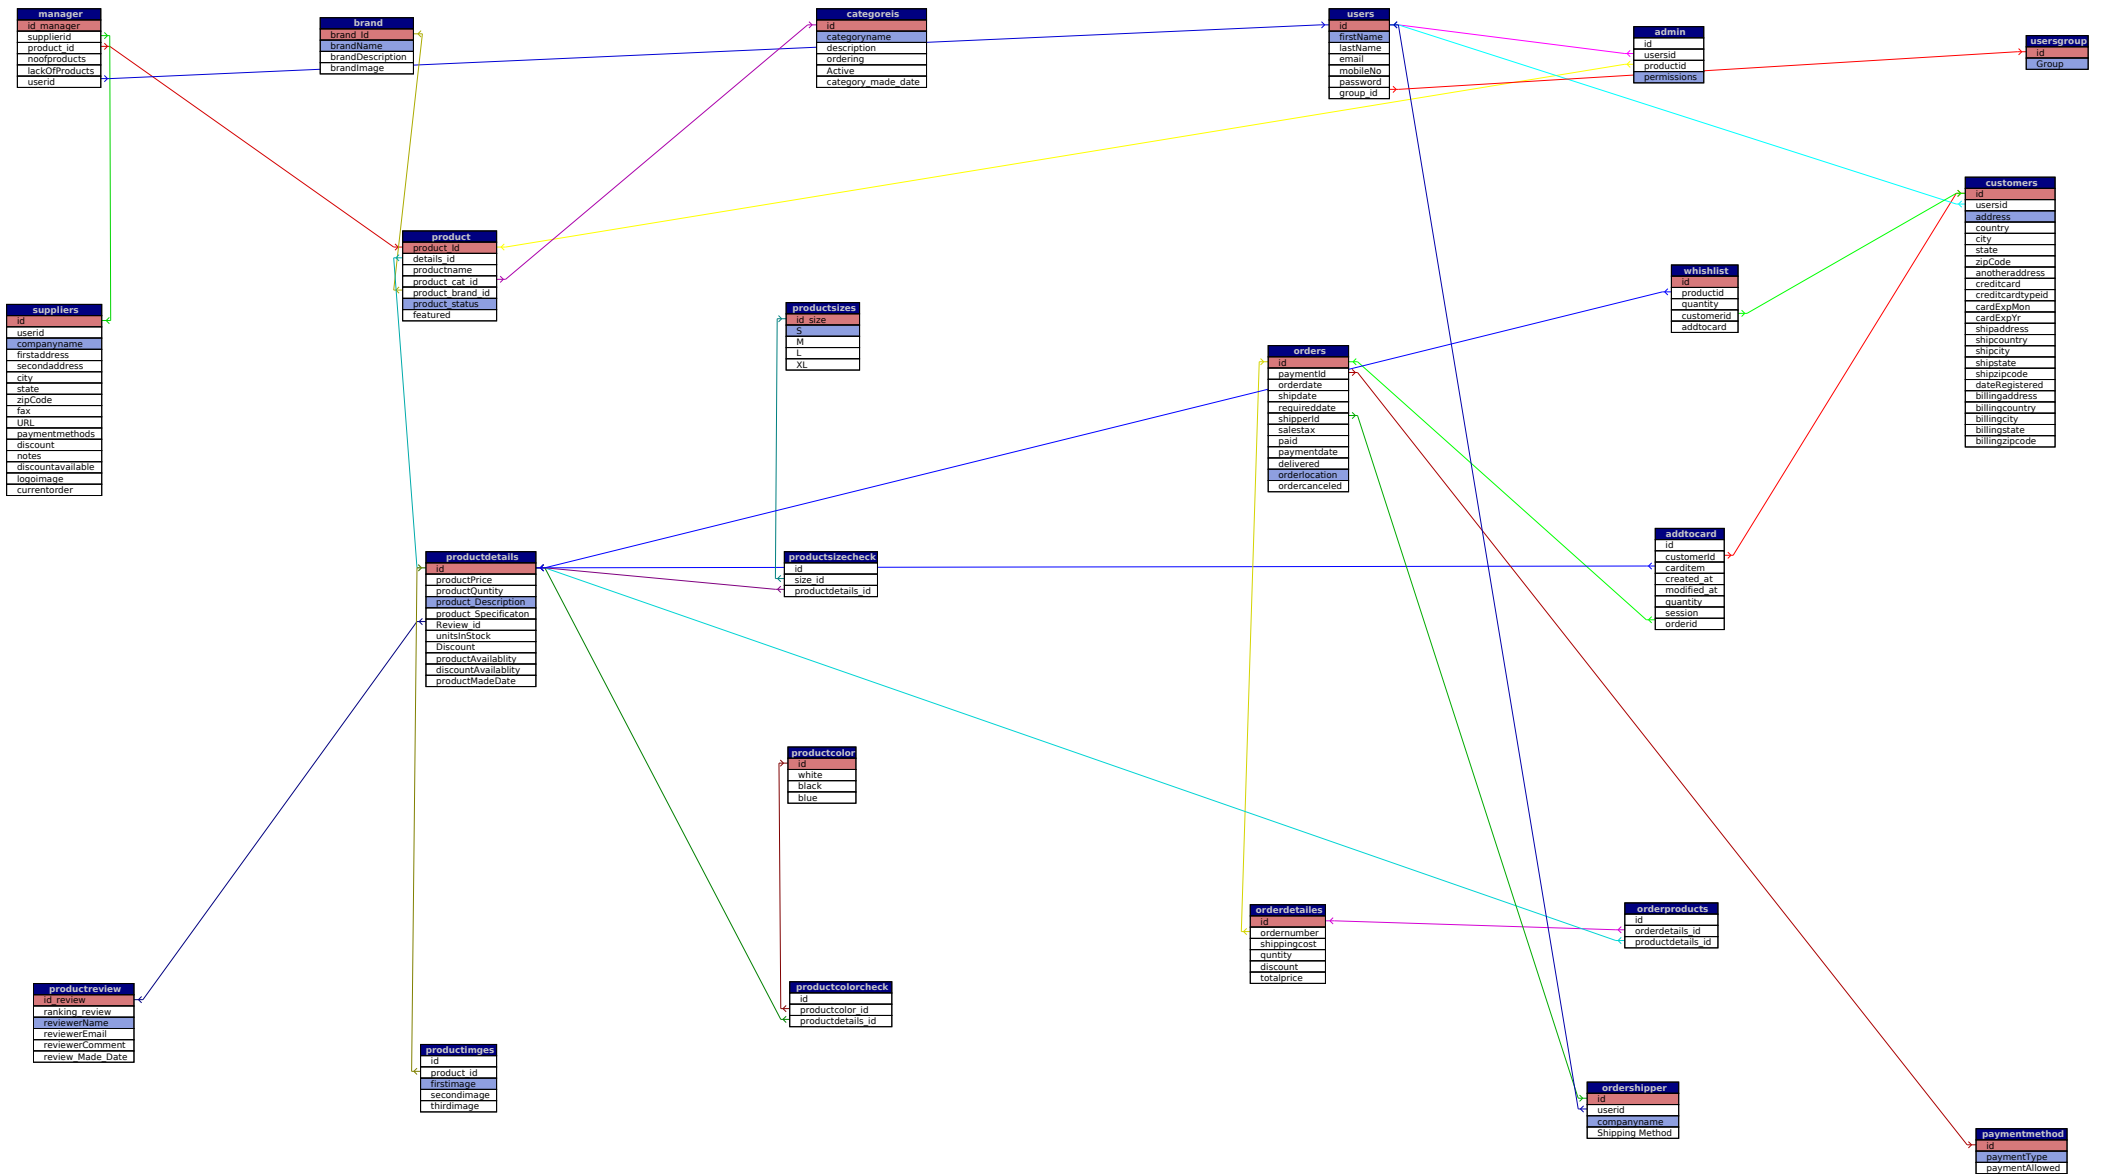 manager
id_manager
supplierid
product_id
noofproducts
lackOfProducts
userid
brand
brand_Id
brandName
brandDescription
brandImage
categoreis
id
categoryname
description
ordering
Active
category_made_date
users
id
firstName
lastName
email
mobileNo
password
group_id
admin
id
usersid
productid
permissions
usersgroup
id
Group
customers
id
usersid
address
country
city
state
zipCode
anotheraddress
creditcard
creditcardtypeid
cardExpMon
cardExpYr
shipaddress
shipcountry
shipcity
shipstate
shipzipcode
dateRegistered
billingaddress
billingcountry
billingcity
billingstate
billingzipcode
product
product_Id
details_id
productname
product_cat_id
product_brand_id
product_status
featured
whishlist
id
productid
quantity
customerid
addtocard
suppliers
id
userid
companyname
firstaddress
secondaddress
city
state
zipCode
fax
URL
paymentmethods
discount
notes
discountavailable
logoimage
currentorder
productsizes
id_size
S
M
L
XL
orders
id
paymentId
orderdate
shipdate
requireddate
shipperId
salestax
paid
paymentdate
delivered
orderlocation
ordercanceled
addtocard
id
customerId
carditem
created_at
modified_at
quantity
session
orderid
productdetails
id
productPrice
productQuntity
product_Description
product_Specificaton
Review_id
unitsInStock
Discount
productAvailablity
discountAvailablity
productMadeDate
productsizecheck
id
size_id
productdetails_id
productcolor
id
white
black
blue
orderdetailes
id
ordernumber
shippingcost
quntity
discount
totalprice
orderproducts
id
orderdetails_id
productdetails_id
productreview
id_review
ranking_review
reviewerName
reviewerEmail
reviewerComment
review_Made_Date
productcolorcheck
id
productcolor_id
productdetails_id
productimges
id
product_id
firstimage
secondimage
thirdimage
ordershipper
id
userid
companyname
Shipping Method
paymentmethod
id
paymentType
paymentAllowed